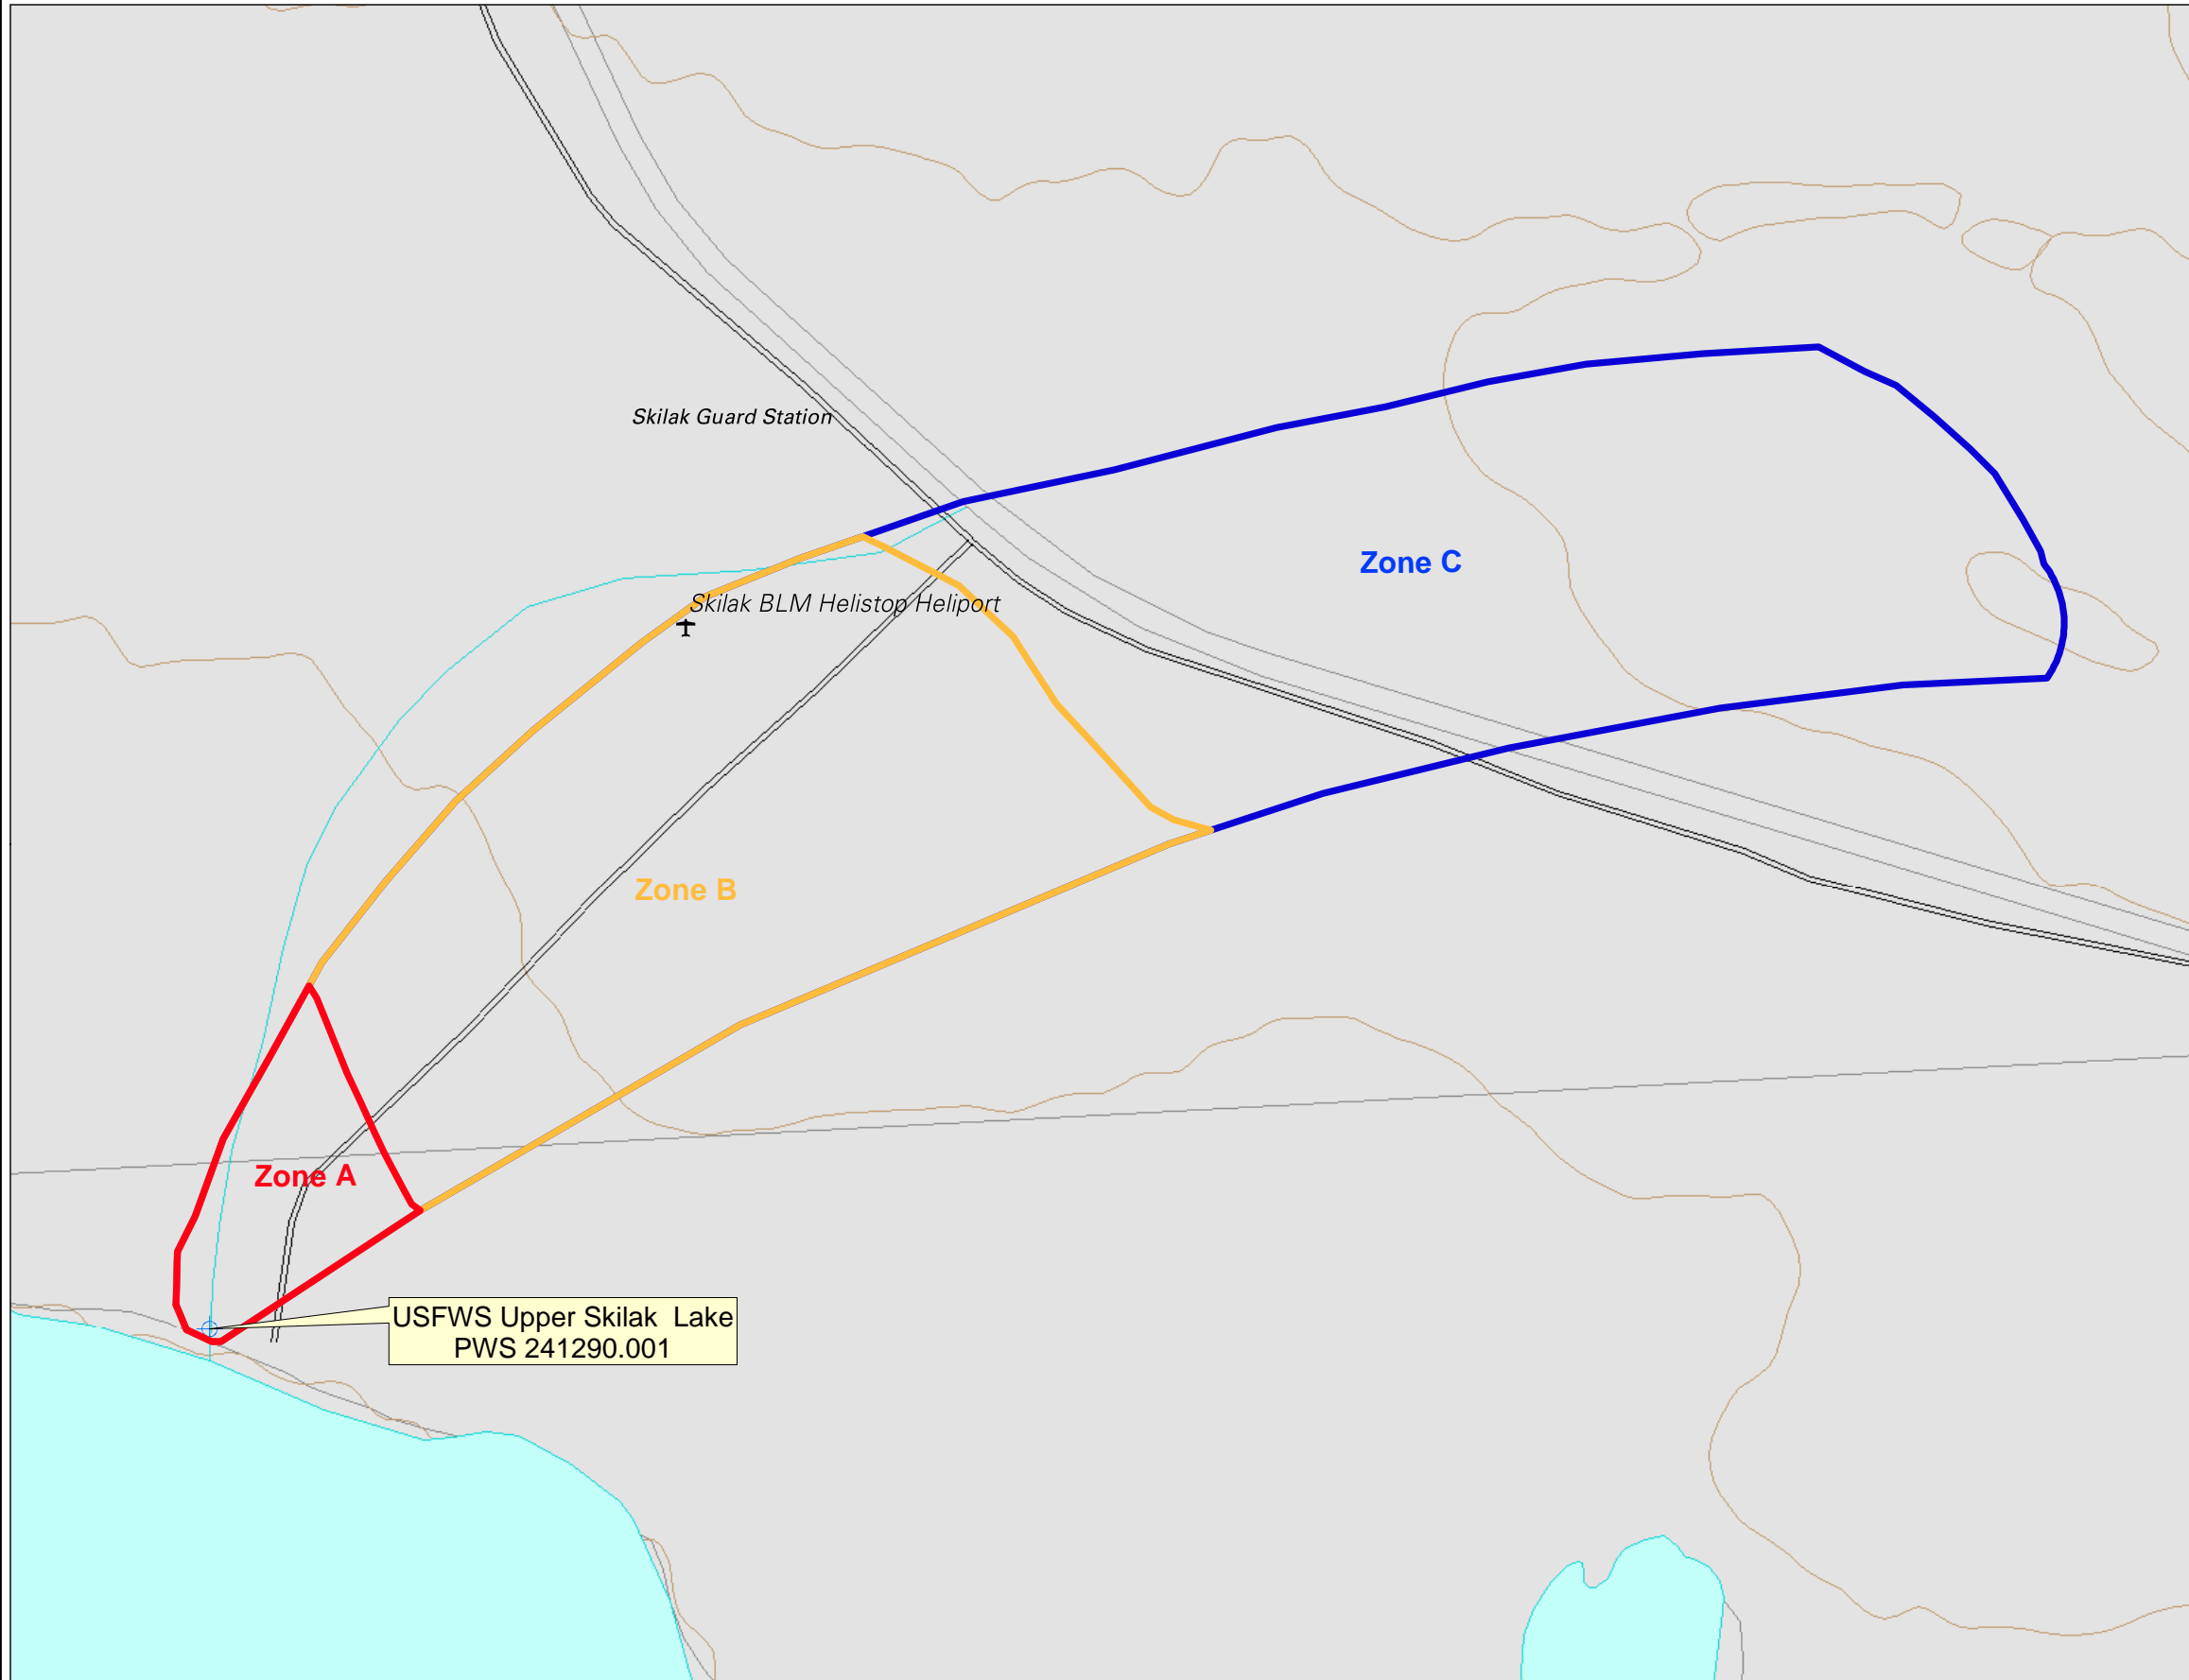 Skilak Guard Station
Zone C
Skilak BLM Helistop Heliport
Zone B
Zone A
USFWS Upper Skilak Lake
PWS 241290.001